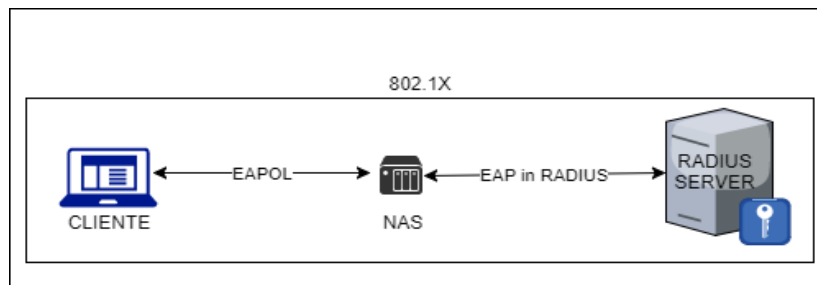 802.1X
EAPOL
EAP in RADIUS
RADIUS
SERVER
CLIENTE
NAS